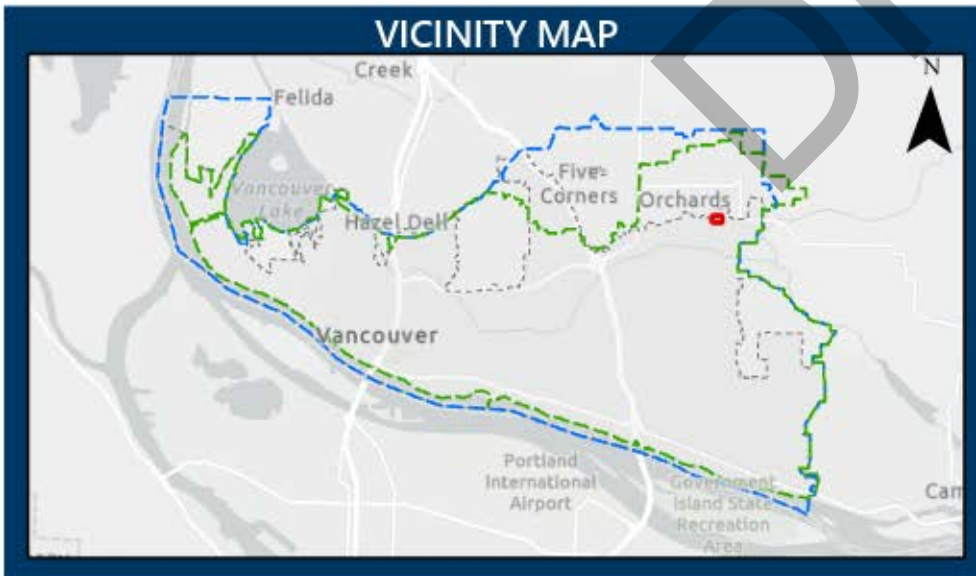 VICINITY MAP
Creek
N
Felida
Vancouver
Lake
Five
Corners
Orchards
Hazel Dell
Vancouver
Portland
International
Airport
Government
Island State
Recreation
Area
Cam